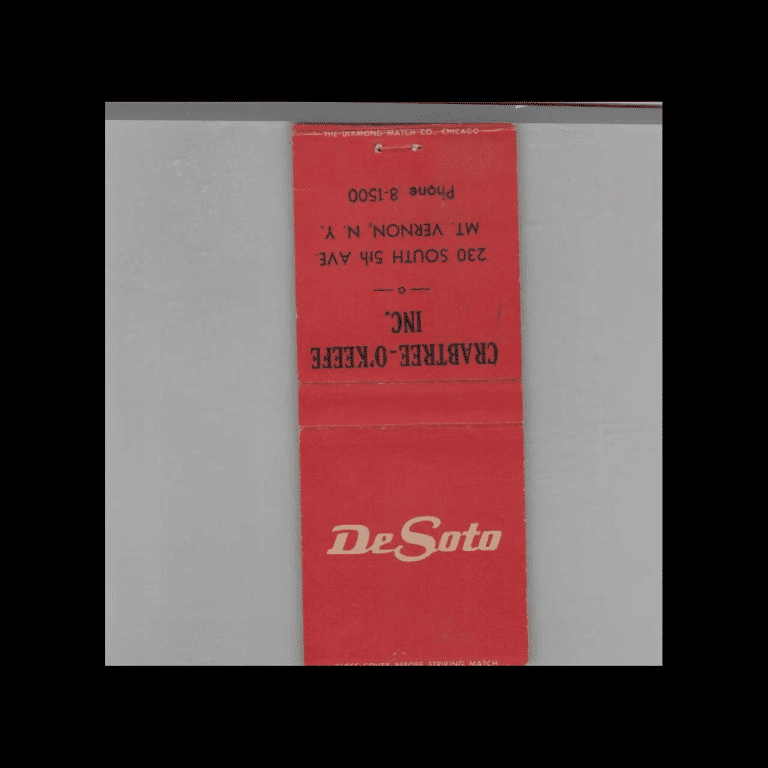 THE DIAMOND MATCH CO., CHICAGO
CRABTREE-O'KEEFE
INC.
230 SOUTH 5th AVE.
MT. VERNON, N. Y.
Phone 8-1500
DeSoto
CLOSE COVER BEFORE STRIKING MATCH